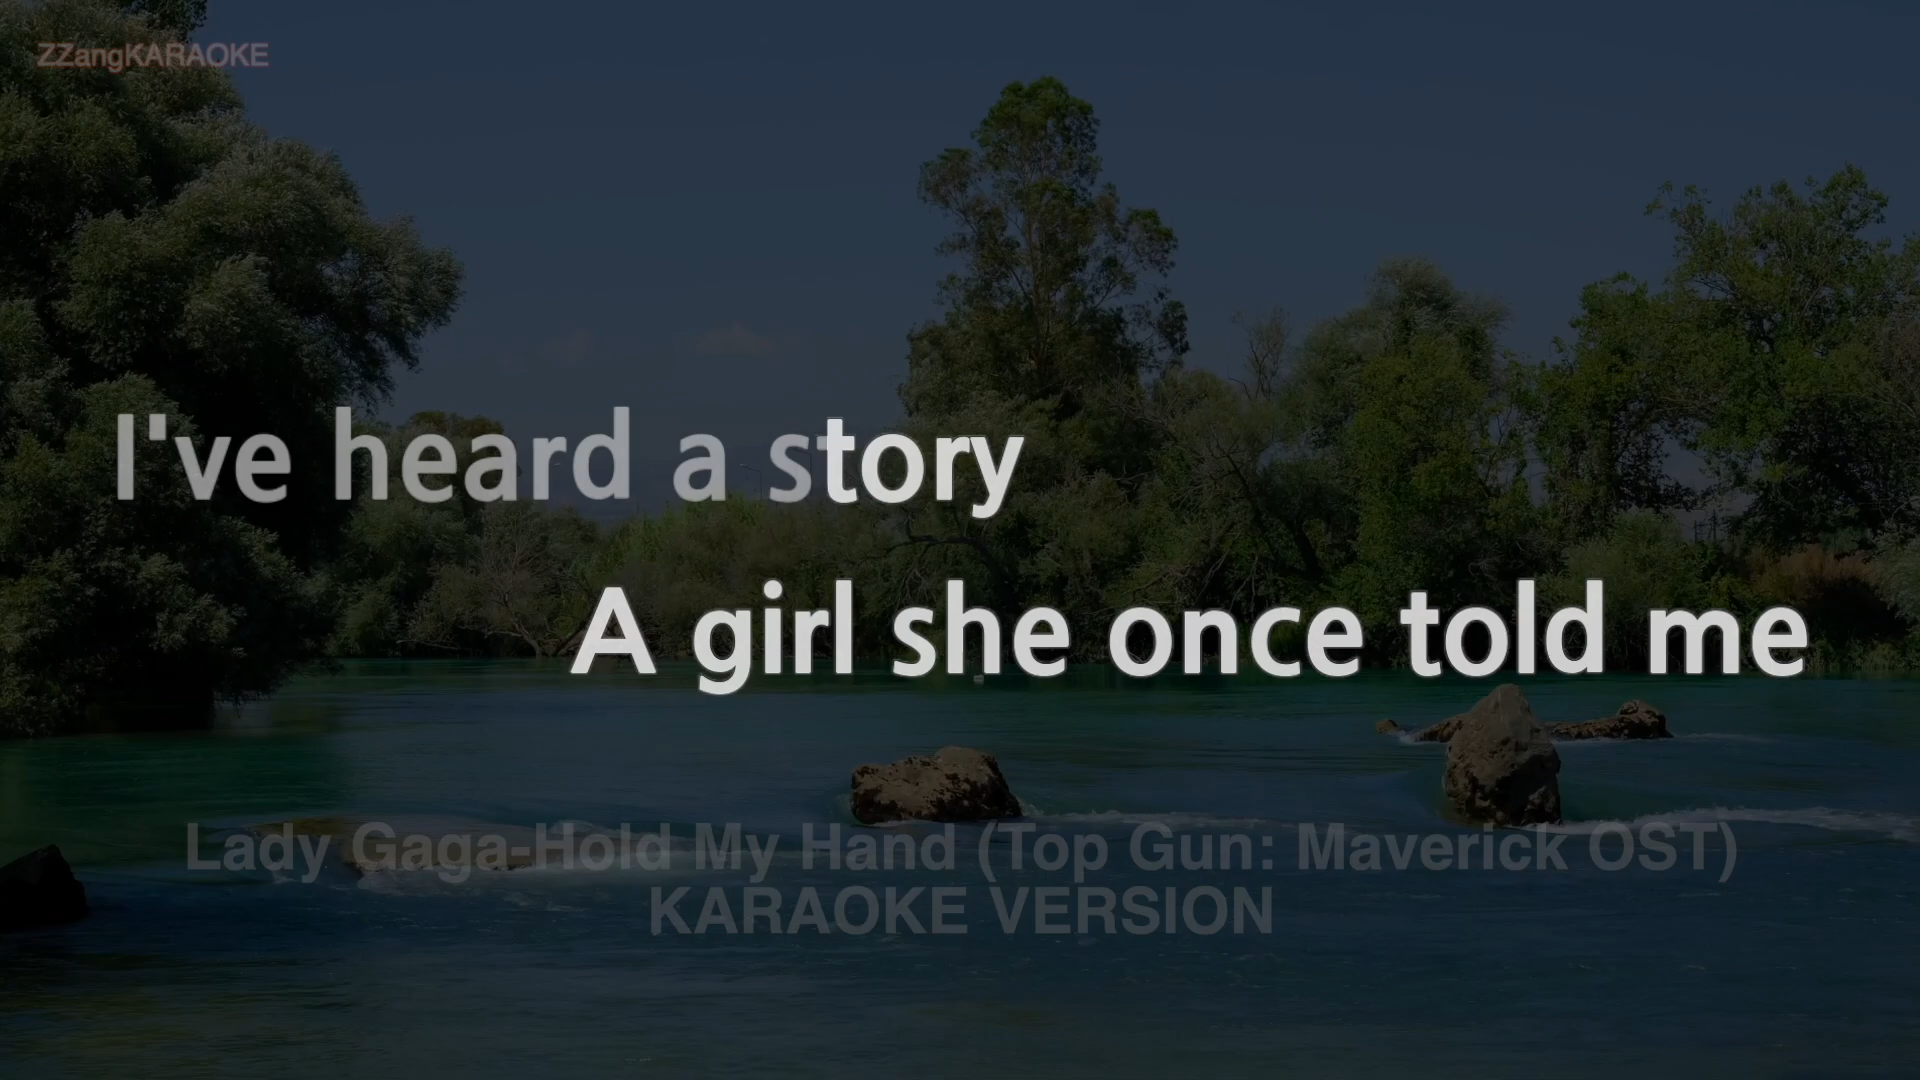 ZZangKARAOKE
I've heard a story
A girl she once told me
Lady Gaga-Hold My Hand (Top Gun: Maverick OST)
KARAOKE VERSION